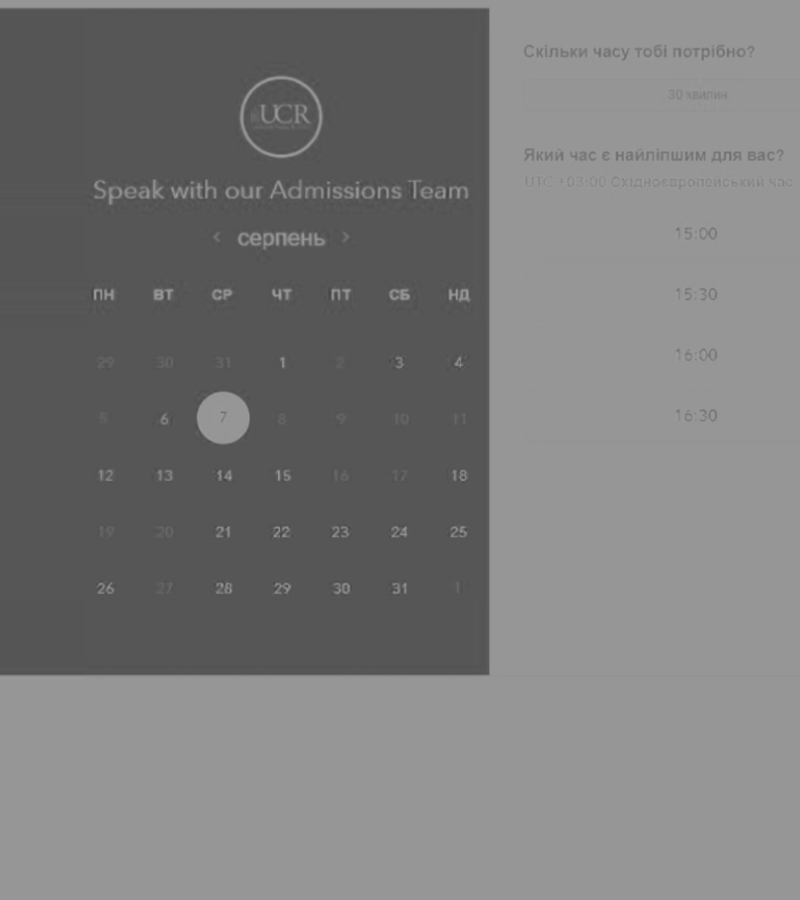 UCR
Speak with our Admissions Team
< серпень >
ПН ВТ СР ЧТ ПТ СБ НД
29 30 31 1 2 3 4
5 6 7 8 9 10 11
12 13 14 15 16 17 18
19 20 21 22 23 24 25
26 27 28 29 30 31 1
Скільки часу тобі потрібно?
30 хвилин
Який час є найліпшим для вас?
UTC +03:00 Східноєвропейський час
15:00
15:30
16:00
16:30